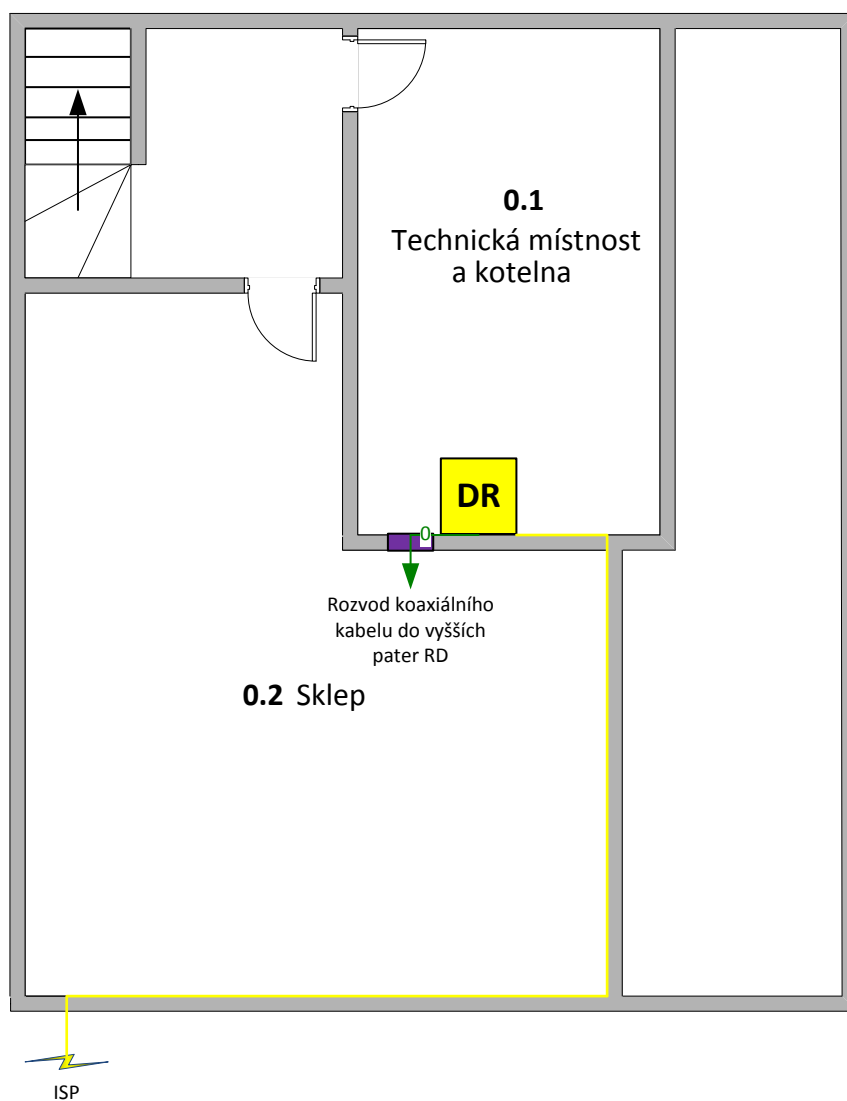 0.1
Technická místnost
a kotelna
DR
0
Rozvod koaxiálního
kabelu do vyšších
pater RD
0.2 Sklep
ISP